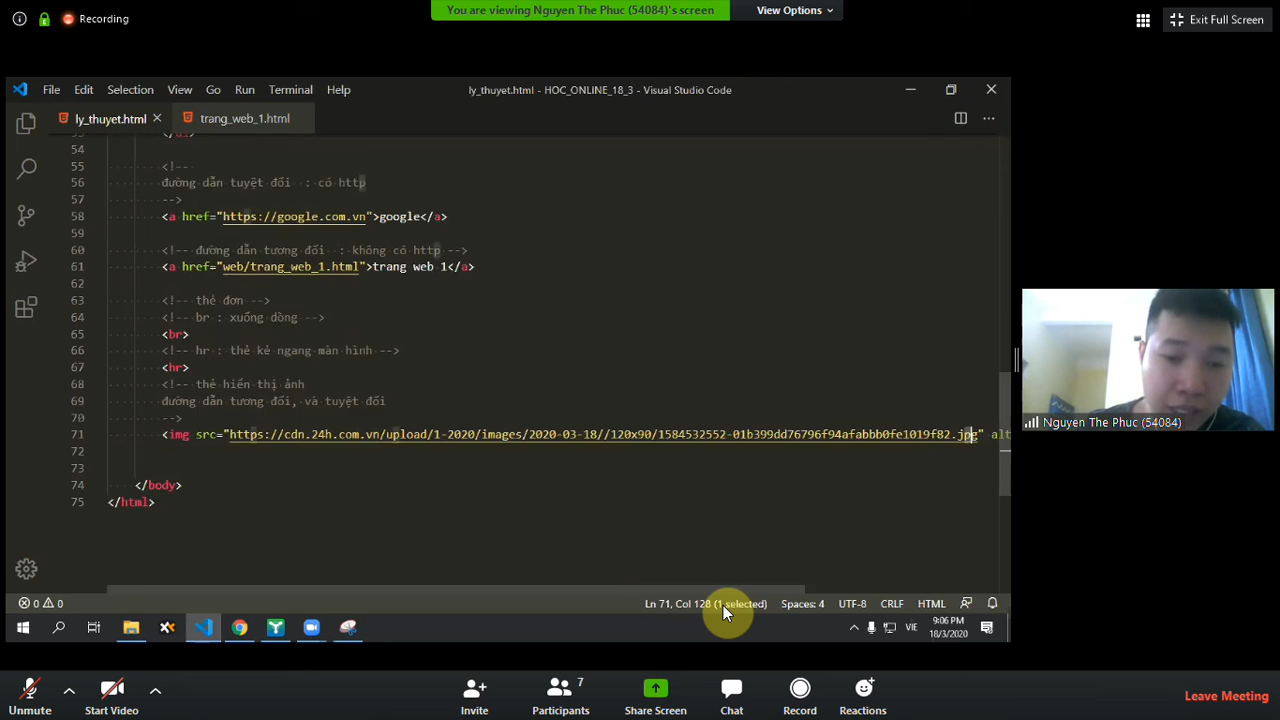 Recording
You are viewing Nguyen The Phuc (54084)'s screen
View Options
Exit Full Screen
File Edit Selection View Go Run Terminal Help
ly_thuyet.html - HOC_ONLINE_18_3 - Visual Studio Code
ly_thuyet.html
trang_web_1.html
54
55 <!--
56 đường dẫn tuyệt đối : có http
57 -->
58 <a href="https://google.com.vn">google</a>
59
60 <!-- đường dẫn tương đối : không có http -->
61 <a href="web/trang_web_1.html">trang web 1</a>
62
63 <!-- thẻ đơn -->
64 <!-- br : xuống dòng -->
65 <br>
66 <!-- hr : thẻ kẻ ngang màn hình -->
67 <hr>
68 <!-- thẻ hiển thị ảnh
69 đường dẫn tương đối, và tuyệt đối
70 -->
71 <img src="https://cdn.24h.com.vn/upload/1-2020/images/2020-03-18//120x90/1584532552-01b399dd76796f94afabbb0fe1019f82.jpg" alt
72
73
74 </body>
75 </html>
Nguyen The Phuc (54084)
0 0
Ln 71, Col 128 (1 selected) Spaces: 4 UTF-8 CRLF HTML
VIE
9:06 PM
18/3/2020
Unmute
Start Video
Invite
7
Participants
Share Screen
Chat
Record
Reactions
Leave Meeting